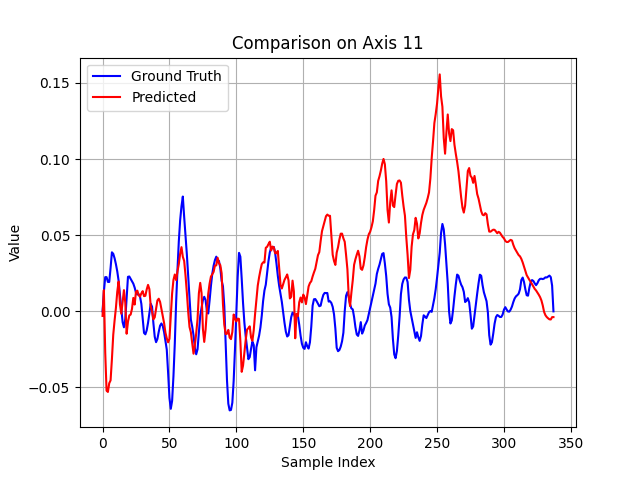 Comparison on Axis 11
Ground Truth
Predicted
0.15
0.10
0.05
0.00
−0.05
Value
0 50 100 150 200 250 300 350
Sample Index